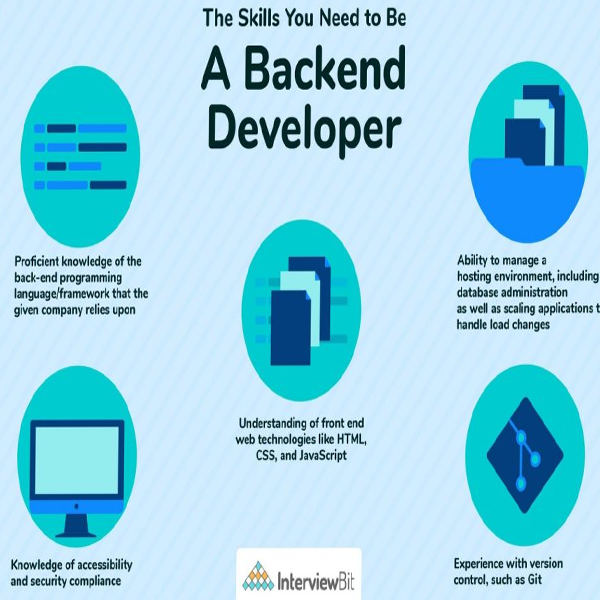 The Skills You Need to Be
A Backend
Developer
Proficient knowledge of the
back-end programming
language/framework that the
given company relies upon
Ability to manage a
hosting environment, including
database administration
as well as scaling applications t
handle load changes
Understanding of front end
web technologies like HTML,
CSS, and JavaScript
Knowledge of accessibility
and security compliance
Experience with version
control, such as Git
InterviewBit